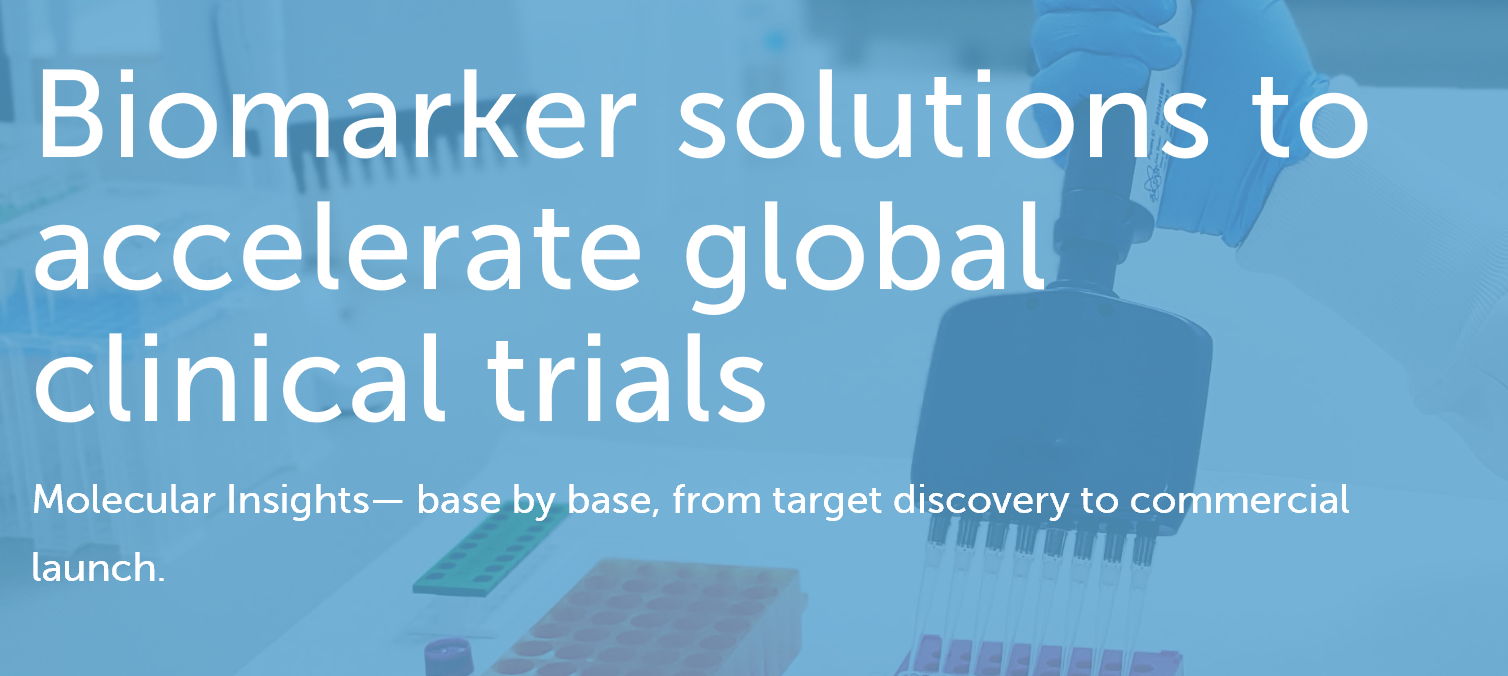 Biomarker solutions to
accelerate global
clinical trials
Molecular Insights— base by base, from target discovery to commercial
launch.